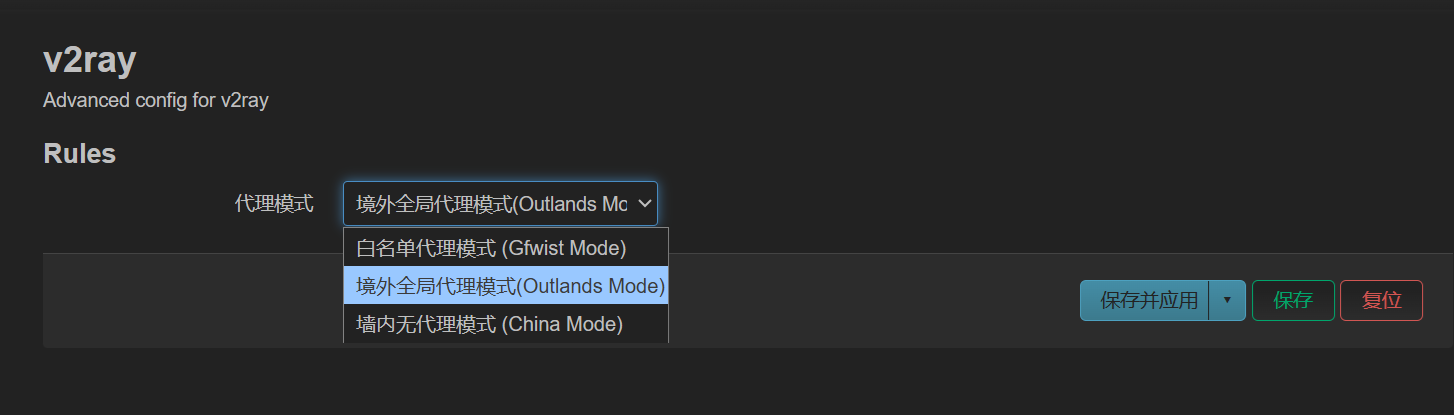 v2ray
Advanced config for v2ray
Rules
代理模式
境外全局代理模式(Outlands Mo
白名单代理模式 (Gfwist Mode)
境外全局代理模式(Outlands Mode)
墙内无代理模式 (China Mode)
保存并应用 保存 复位